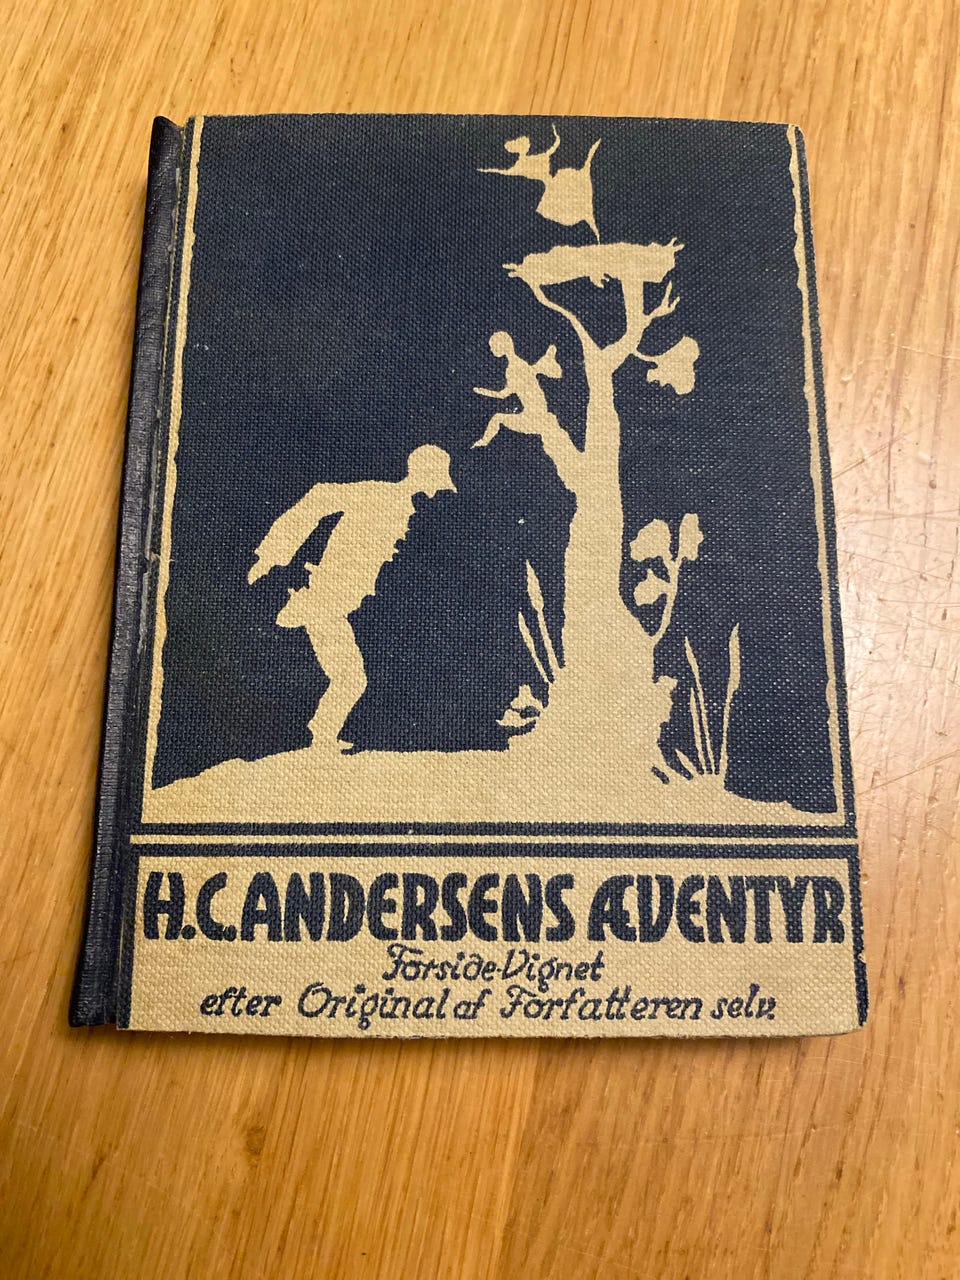 H.C. ANDERSENS ÆVENTYR
Forside-Vignet
efter Original af Forfatteren selv.